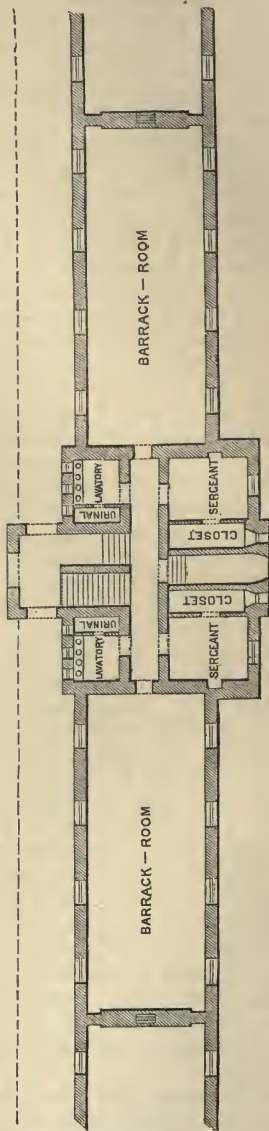 BARRACK – ROOM
LAVATORY
URINAL
SERGEANT
CLOSET
CLOSET
URINAL
LAVATORY
SERGEANT
BARRACK – ROOM